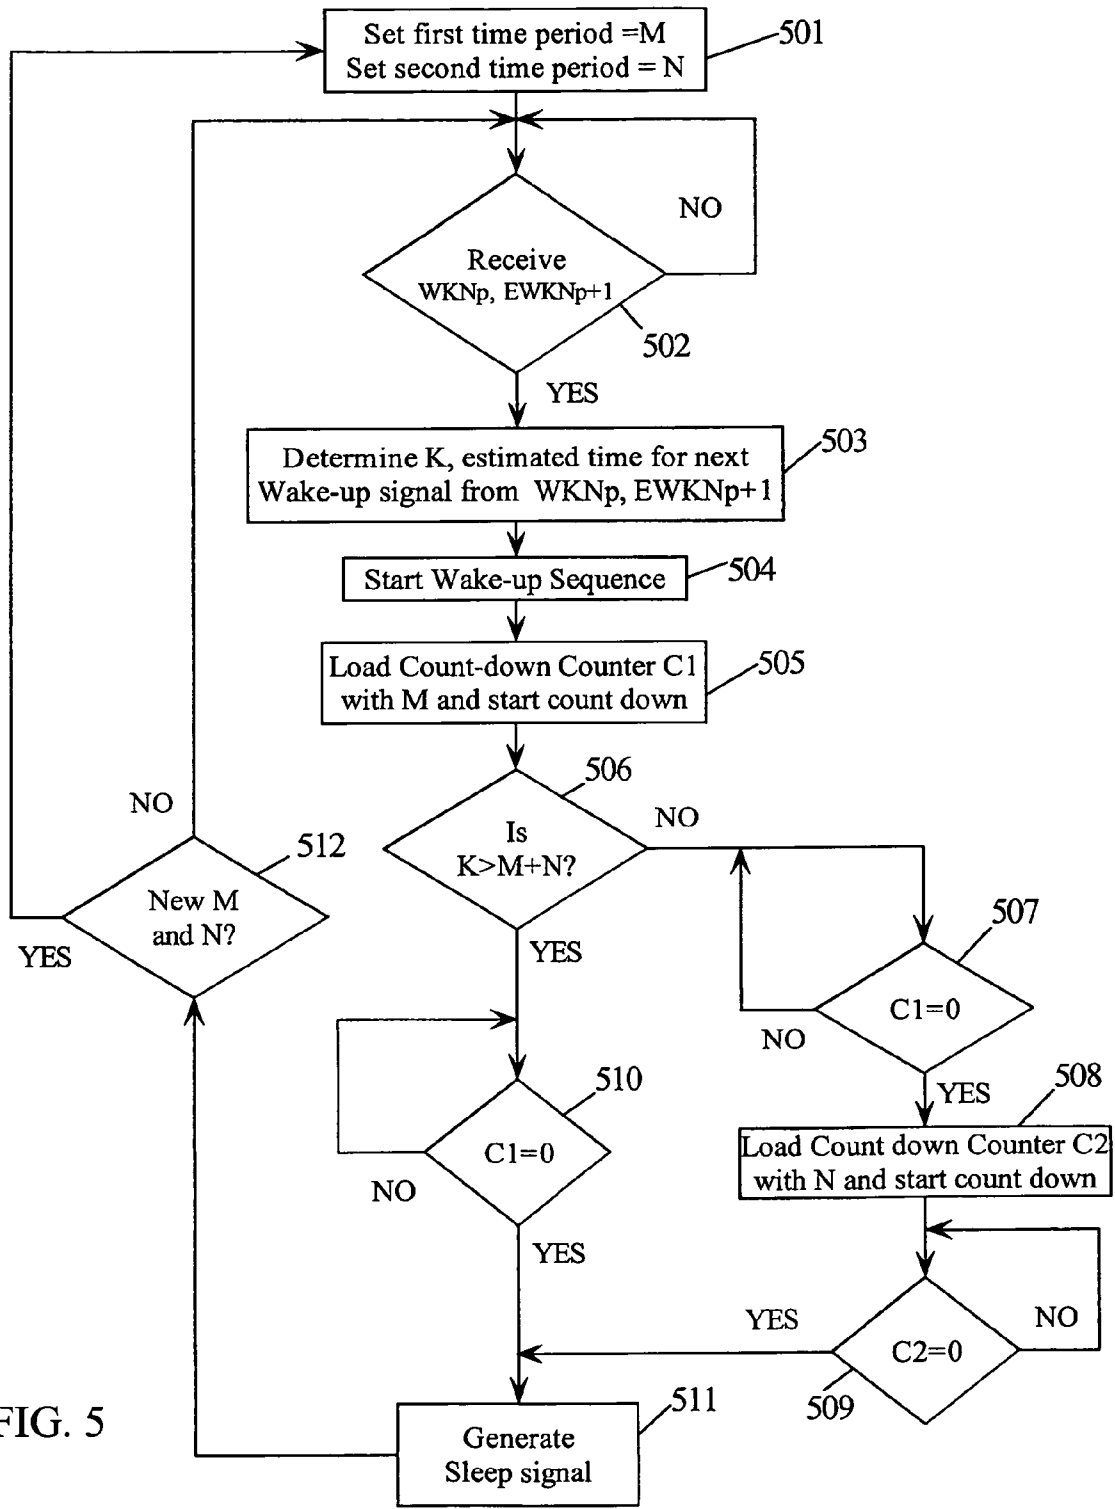 Set first time period =M
Set second time period = N
501
NO
Receive
WKNp, EWKNp+1
502
YES
503
Determine K, estimated time for next
Wake-up signal from WKNp, EWKNp+1
Start Wake-up Sequence
504
Load Count-down Counter C1
with M and start count down
505
506
NO
NO
Is
K>M+N?
512
New M
and N?
YES
YES
507
C1=0
NO
510
C1=0
NO
YES
508
YES
Load Count down Counter C2
with N and start count down
YES
NO
C2=0
509
511
FIG. 5
Generate
Sleep signal